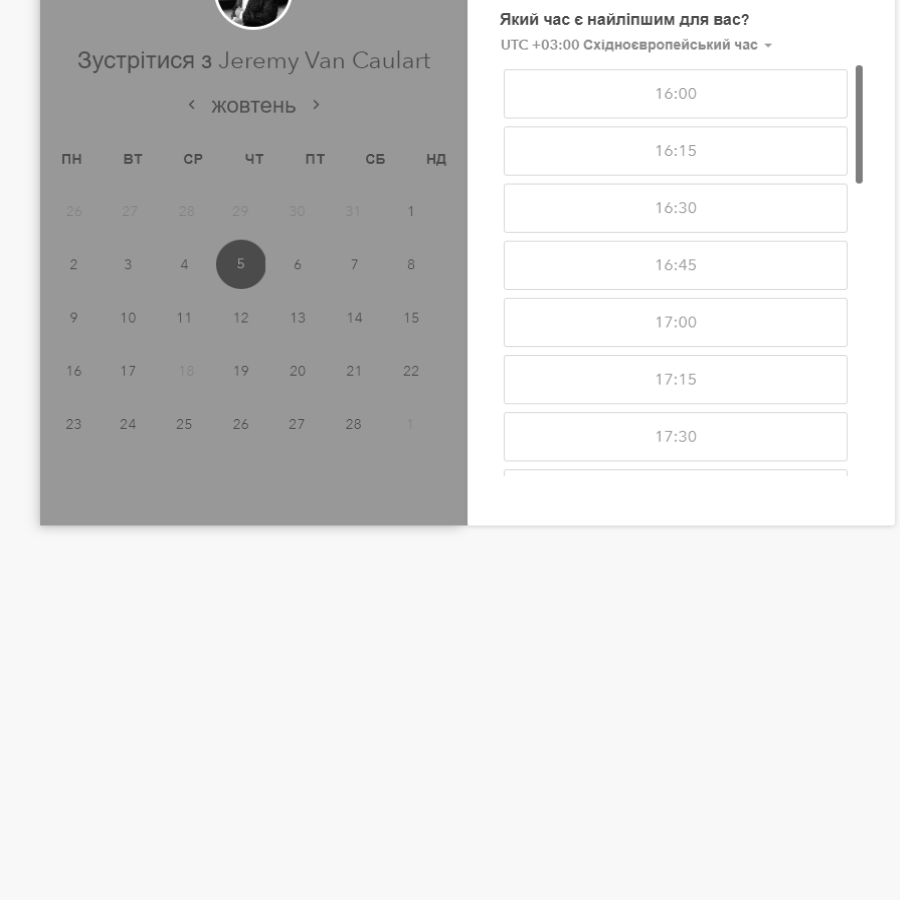 Зустрітися з Jeremy Van Caulart
жовтень
ПН ВТ СР ЧТ ПТ СБ НД
26 27 28 29 30 31 1
2 3 4 5 6 7 8
9 10 11 12 13 14 15
16 17 18 19 20 21 22
23 24 25 26 27 28 1
Який час є найліпшим для вас?
UTC +03:00 Східноєвропейський час
16:00
16:15
16:30
16:45
17:00
17:15
17:30